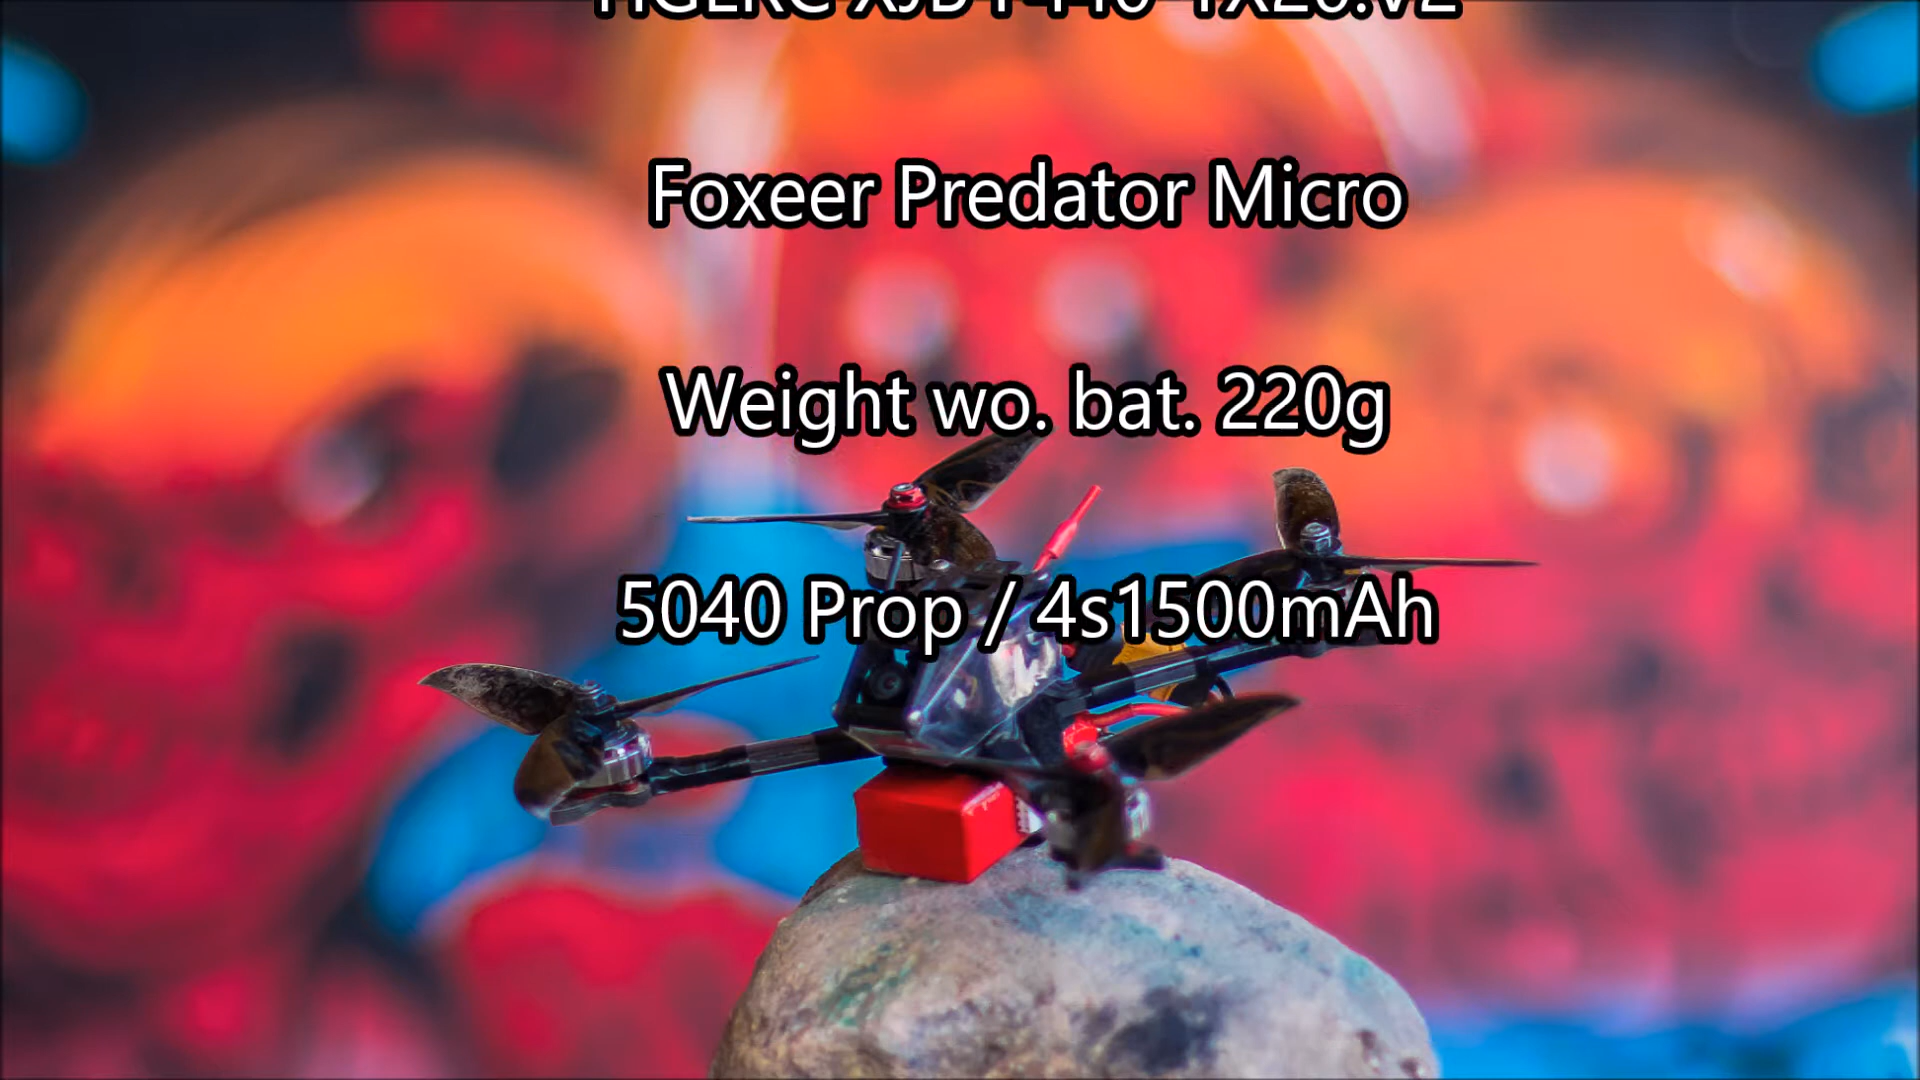 Foxeer Predator Micro
Weight wo. bat. 220g
5040 Prop / 4s1500mAh